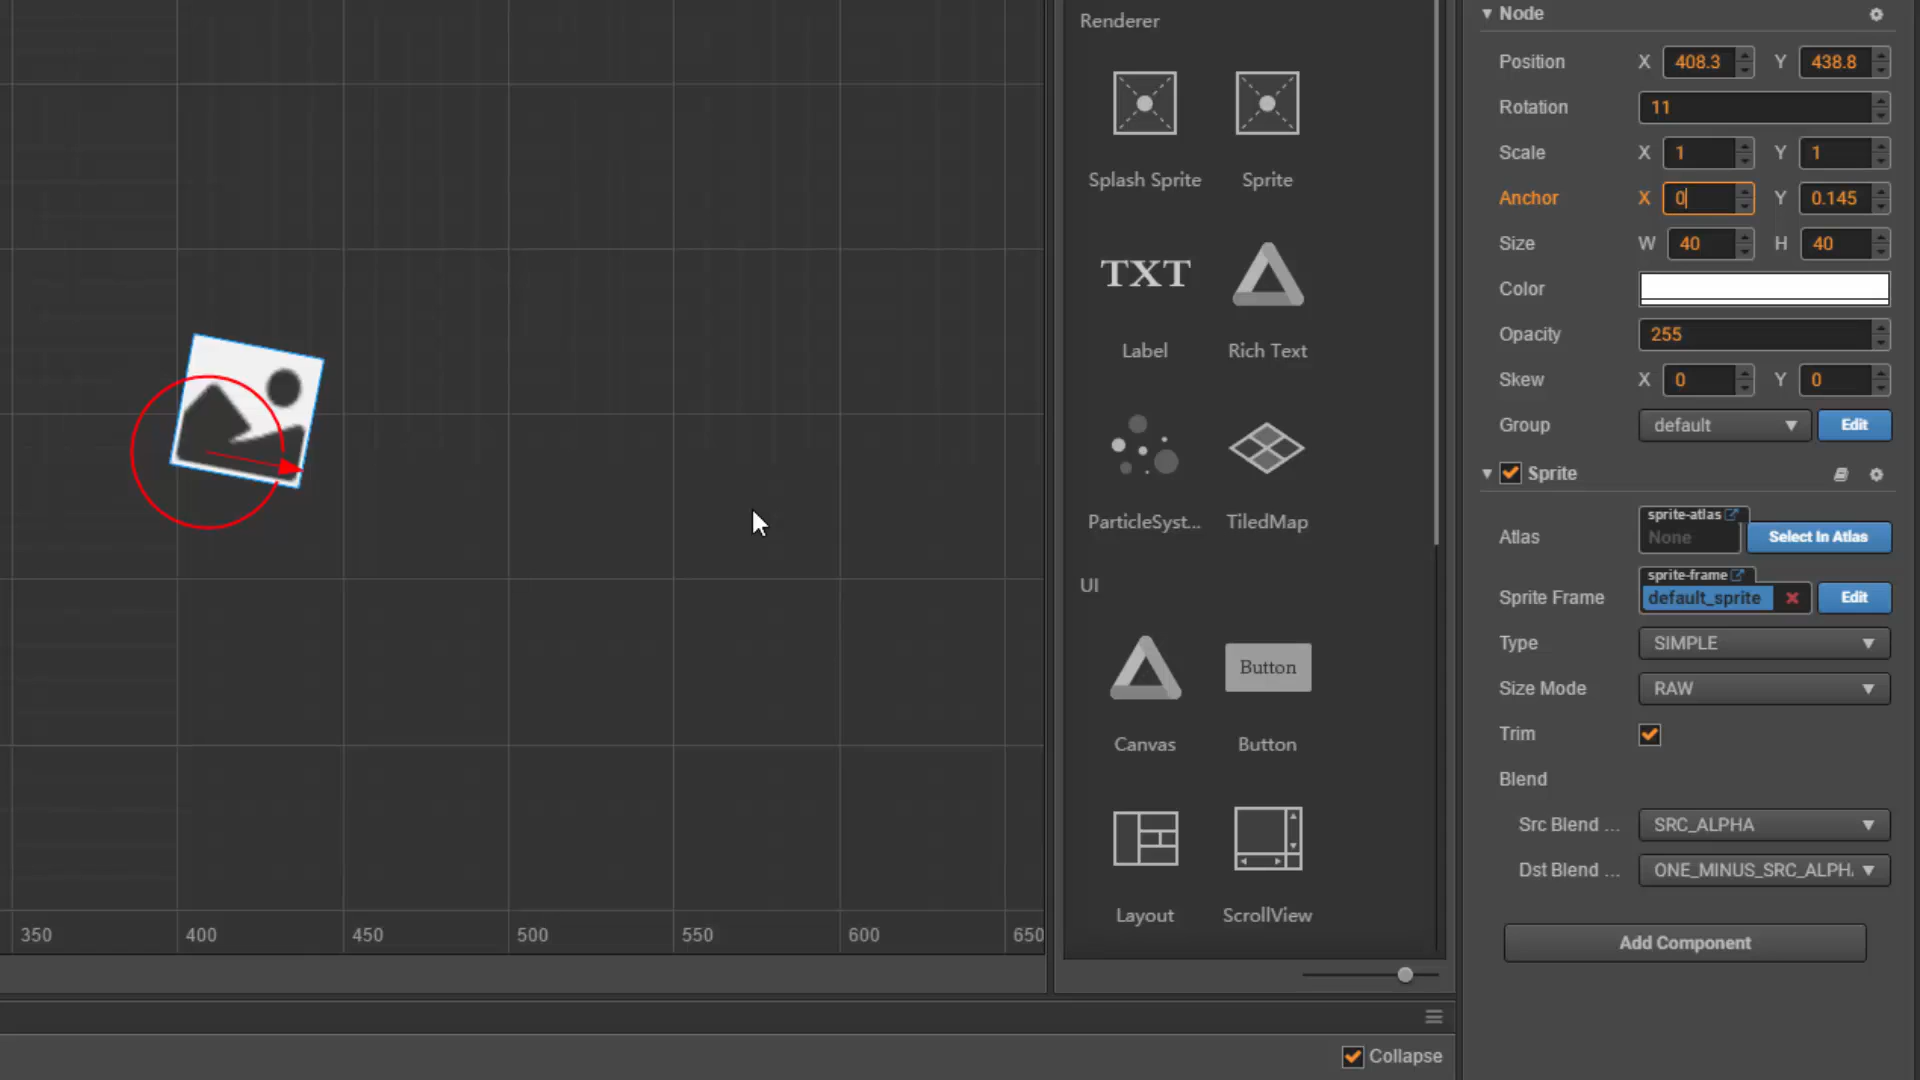 350 400 450 500 550 600 650
Renderer
Splash Sprite Sprite
TXT
Label Rich Text
ParticleSyst... TiledMap
UI
Button
Canvas Button
Layout ScrollView
Collapse
Node
Position X 408.3 Y 438.8
Rotation 11
Scale X 1 Y 1
Anchor X 0 Y 0.145
Size W 40 H 40
Color
Opacity 255
Skew X 0 Y 0
Group default Edit
Sprite
sprite-atlas
Atlas None Select In Atlas
sprite-frame
Sprite Frame default_sprite Edit
Type SIMPLE
Size Mode RAW
Trim
Blend
Src Blend ... SRC_ALPHA
Dst Blend ... ONE_MINUS_SRC_ALPH
Add Component